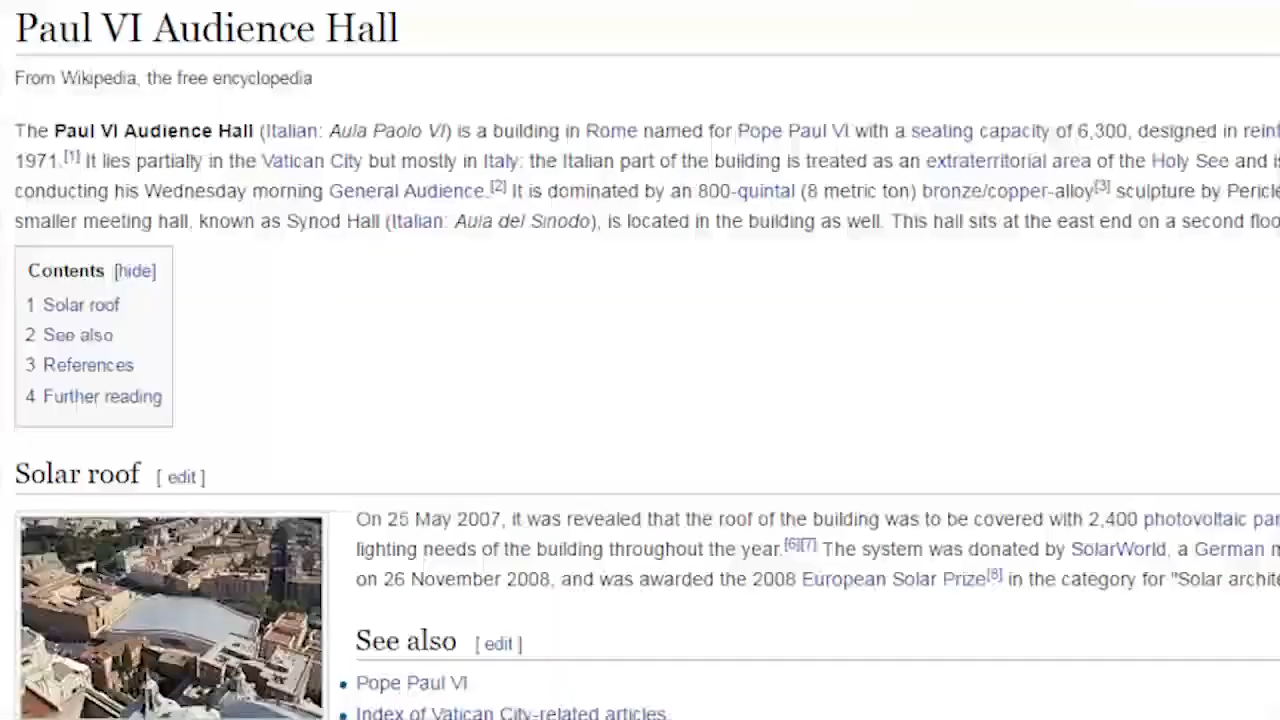 Paul VI Audience Hall
From Wikipedia, the free encyclopedia
The Paul VI Audience Hall (Italian: Aula Paolo VI) is a building in Rome named for Pope Paul VI with a seating capacity of 6,300, designed in reinf
1971.[1] It lies partially in the Vatican City but mostly in Italy: the Italian part of the building is treated as an extraterritorial area of the Holy See and is
conducting his Wednesday morning General Audience.[2] It is dominated by an 800-quintal (8 metric ton) bronze/copper-alloy[3] sculpture by Pericle
smaller meeting hall, known as Synod Hall (Italian: Aula del Sinodo), is located in the building as well. This hall sits at the east end on a second floo
Contents [hide]
1 Solar roof
2 See also
3 References
4 Further reading
Solar roof [ edit ]
On 25 May 2007, it was revealed that the roof of the building was to be covered with 2,400 photovoltaic pan
lighting needs of the building throughout the year.[6][7] The system was donated by SolarWorld, a German m
on 26 November 2008, and was awarded the 2008 European Solar Prize[8] in the category for "Solar archite
See also [ edit ]
• Pope Paul VI
• Index of Vatican City-related articles